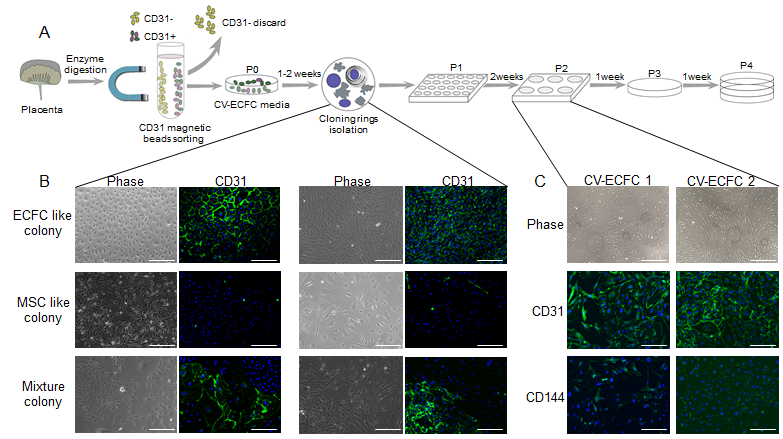 A
CD31-
CD31+
CD31- discard
Enzyme
digestion
Placenta
CD31 magnetic
beads sorting
P0
CV-ECFC media
1-2 weeks
Cloning rings
isolation
P1
2weeks
P2
1week
P3
1week
P4
B
Phase
CD31
Phase
CD31
ECFC like
colony
MSC like
colony
Mixture
colony
C
CV-ECFC 1
CV-ECFC 2
Phase
CD31
CD144